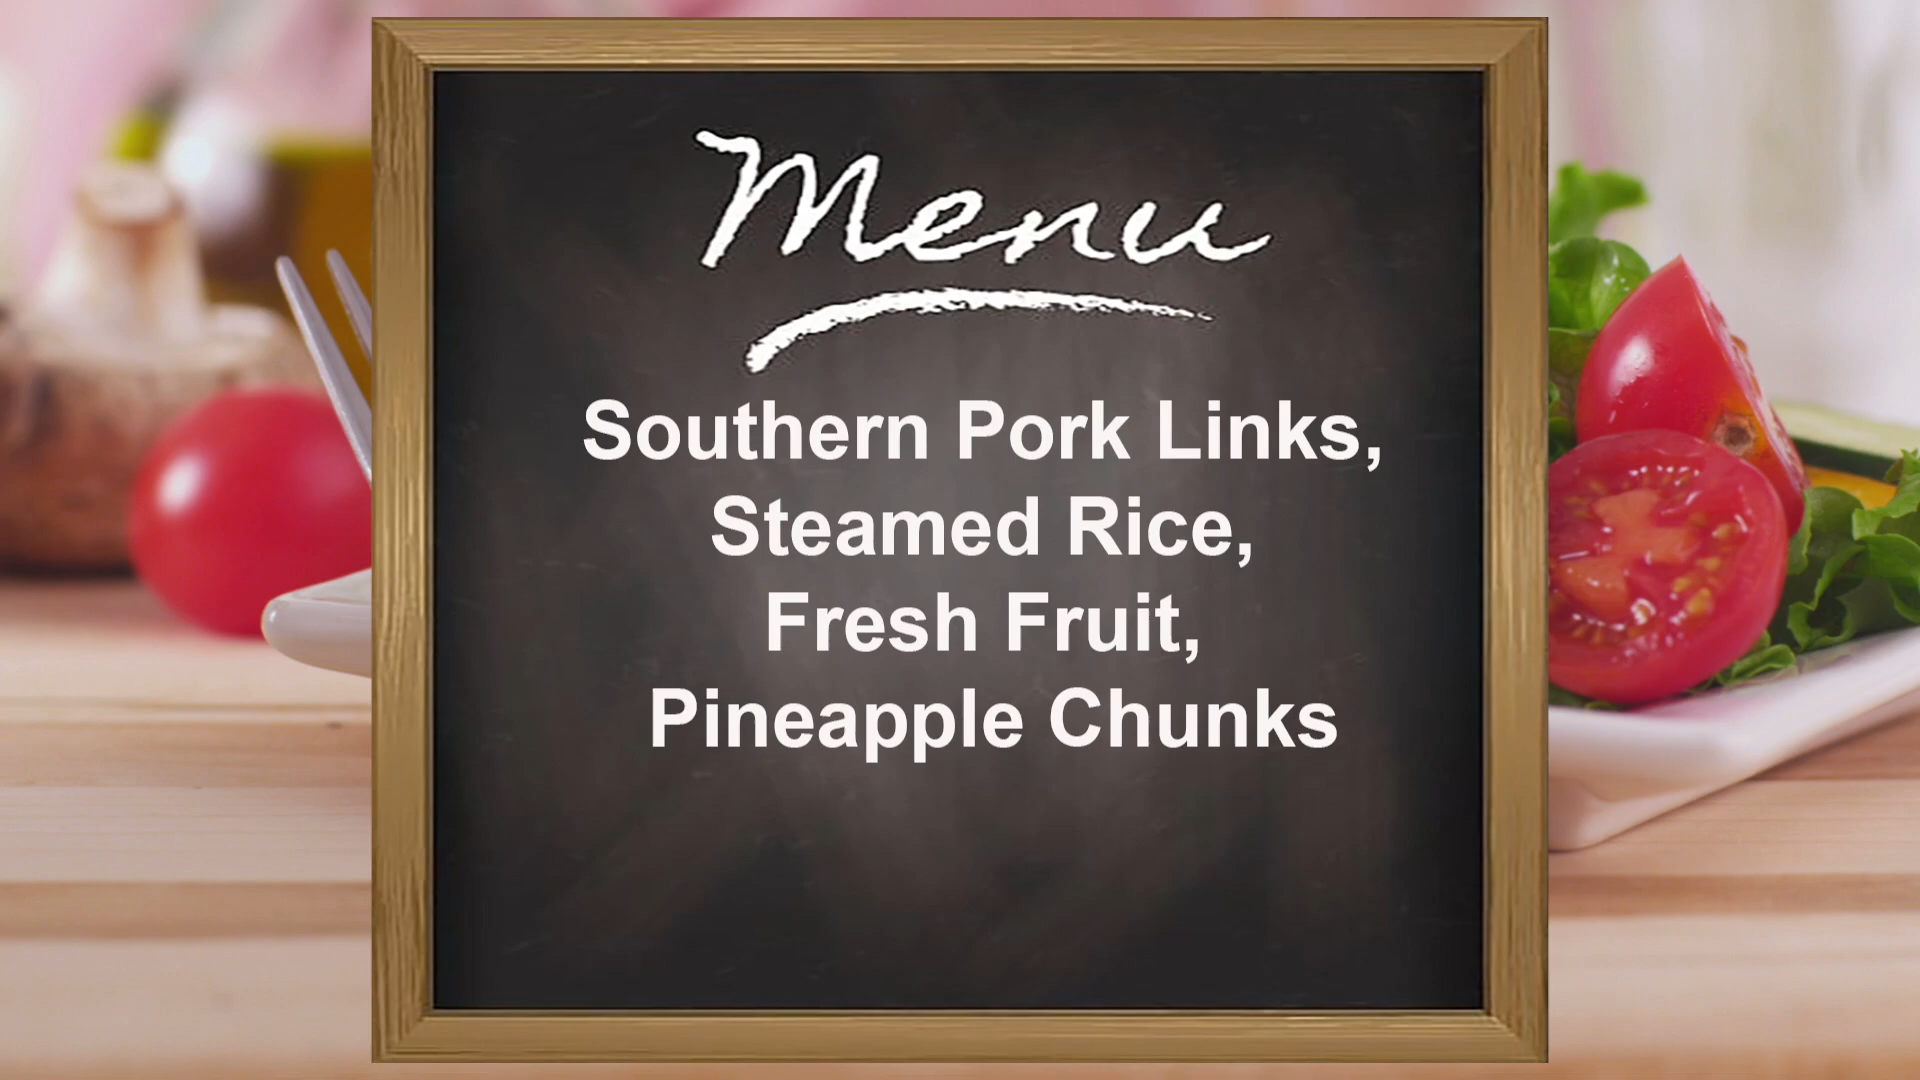 Menu
Southern Pork Links,
Steamed Rice,
Fresh Fruit,
Pineapple Chunks